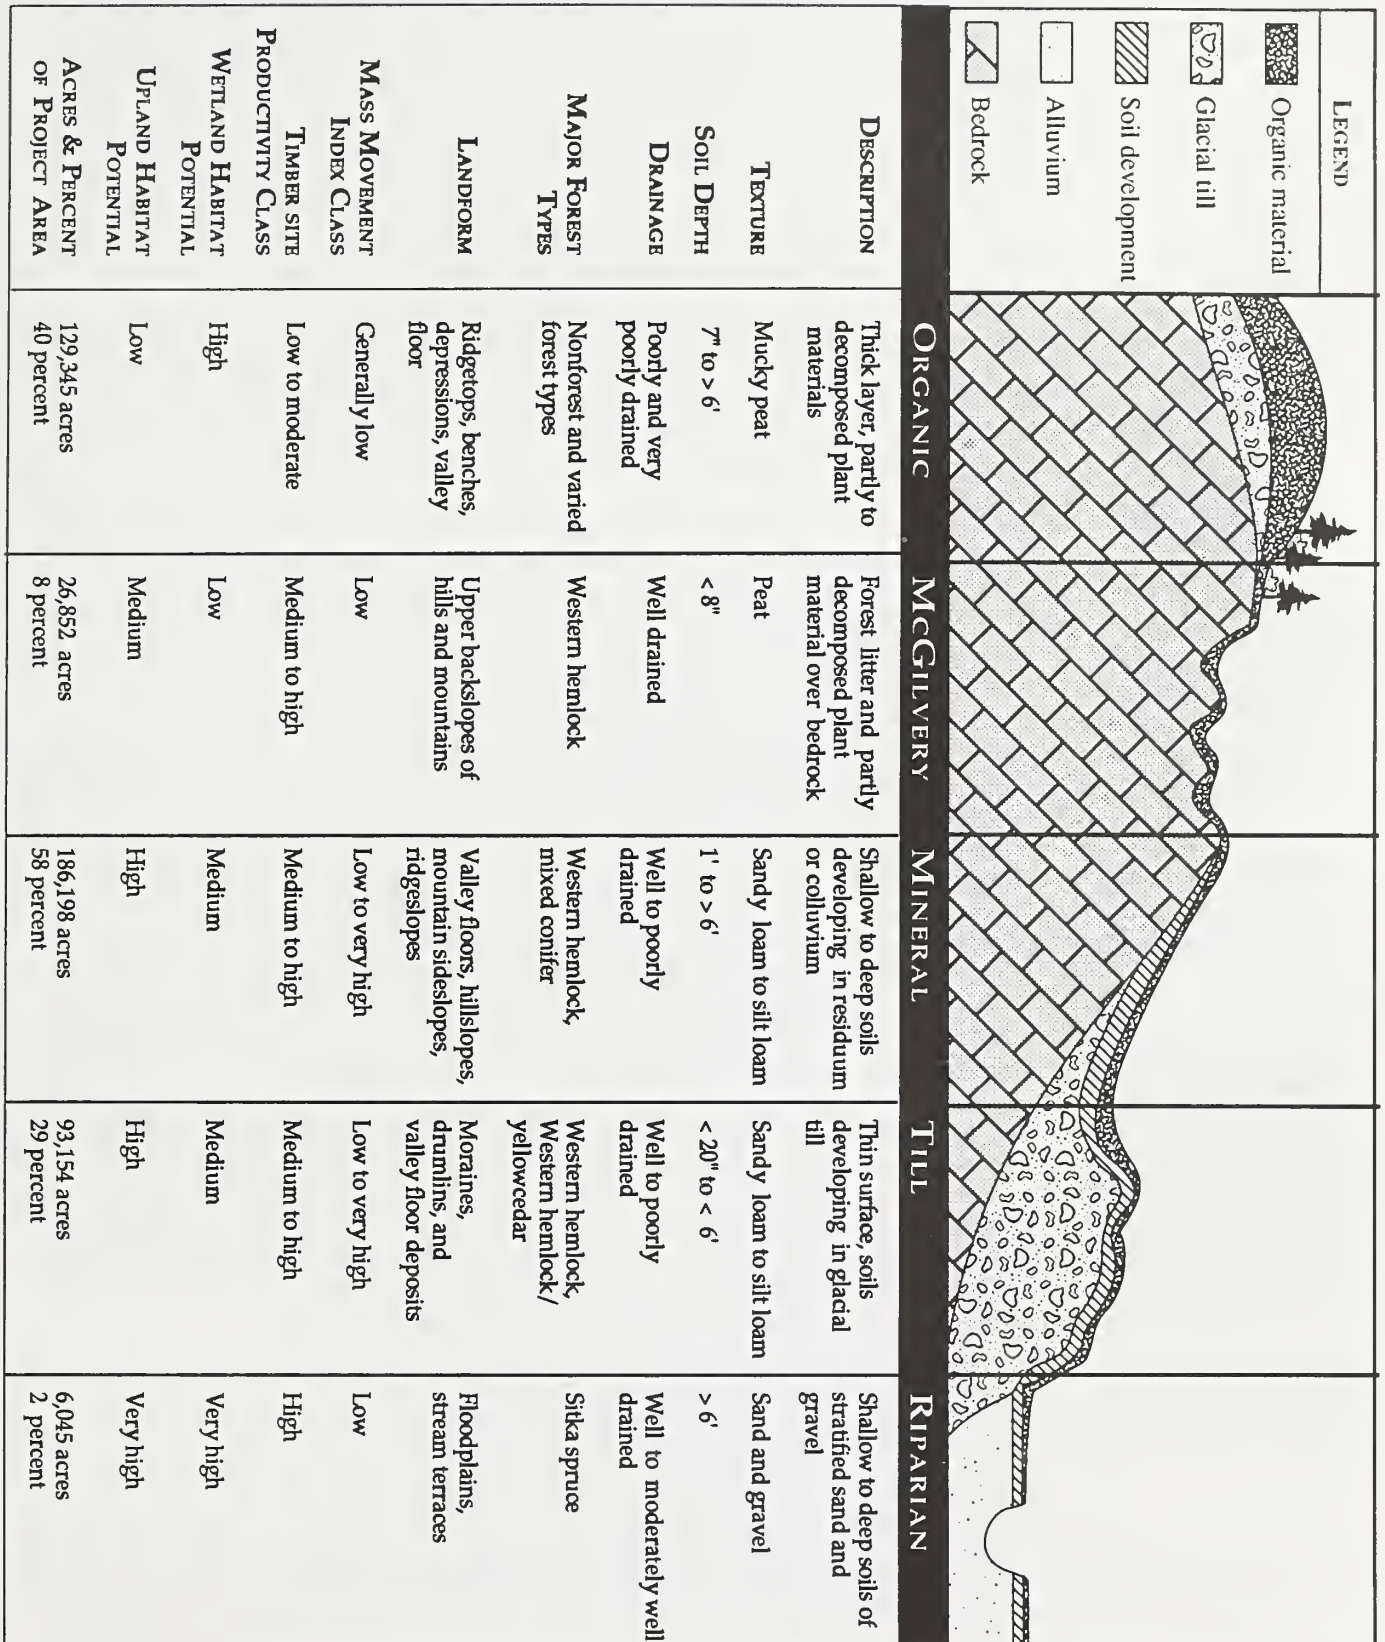 LEGEND
Organic material
Glacial
till
Soil development
Alluvium
Bedrock
ORGANIC
MCGILVERY
MINERAL
TILL
RIPARIAN
DESCRIPTION
Thick layer, partly to
decomposed plant
materials
Forest litter and partly
decomposed plant
material over bedrock
Shallow to deep soils
developing in residuum
or colluvium
Thin surface, soils
developing in glacial
till
Shallow to deep soils of
stratified sand and
gravel
TEXTURE
Mucky peat
Peat
Sandy loam to silt loam
Sandy loam to silt loam
Sand and gravel
SOIL DEPTH
7" to > 6'
< 8"
1' to > 6'
< 20" to < 6'
> 6'
DRAINAGE
Poorly and very
poorly drained
Well drained
Well to poorly
drained
Well to poorly
drained
Well to moderately well
drained
MAJOR FOREST
TYPES
Nonforest and varied
forest types
Western hemlock
Western hemlock,
mixed conifer
Western hemlock,
Western hemlock/
yellowcedar
Sitka spruce
LANDFORM
Ridgetops, benches,
depressions, valley
floor
Upper backslopes of
hills and mountains
Valley floors, hillslopes,
mountain sideslopes,
ridgeslopes
Moraines,
drumlins, and
valley floor deposits
Floodplains,
stream terraces
MASS MOVEMENT
INDEX CLASS
Generally low
Low
Low to very high
Low to very high
Low
TIMBER SITE
PRODUCTIVITY CLASS
Low to moderate
Medium to high
Medium to high
Medium to high
High
WETLAND HABITAT
POTENTIAL
High
Low
Medium
Medium
Very high
UPLAND HABITAT
POTENTIAL
Low
Medium
High
High
Very high
ACRES & PERCENT
OF PROJECT AREA
129,345 acres
40 percent
26,852 acres
8 percent
186,198 acres
58 percent
93,154 acres
29 percent
6,045 acres
2 percent